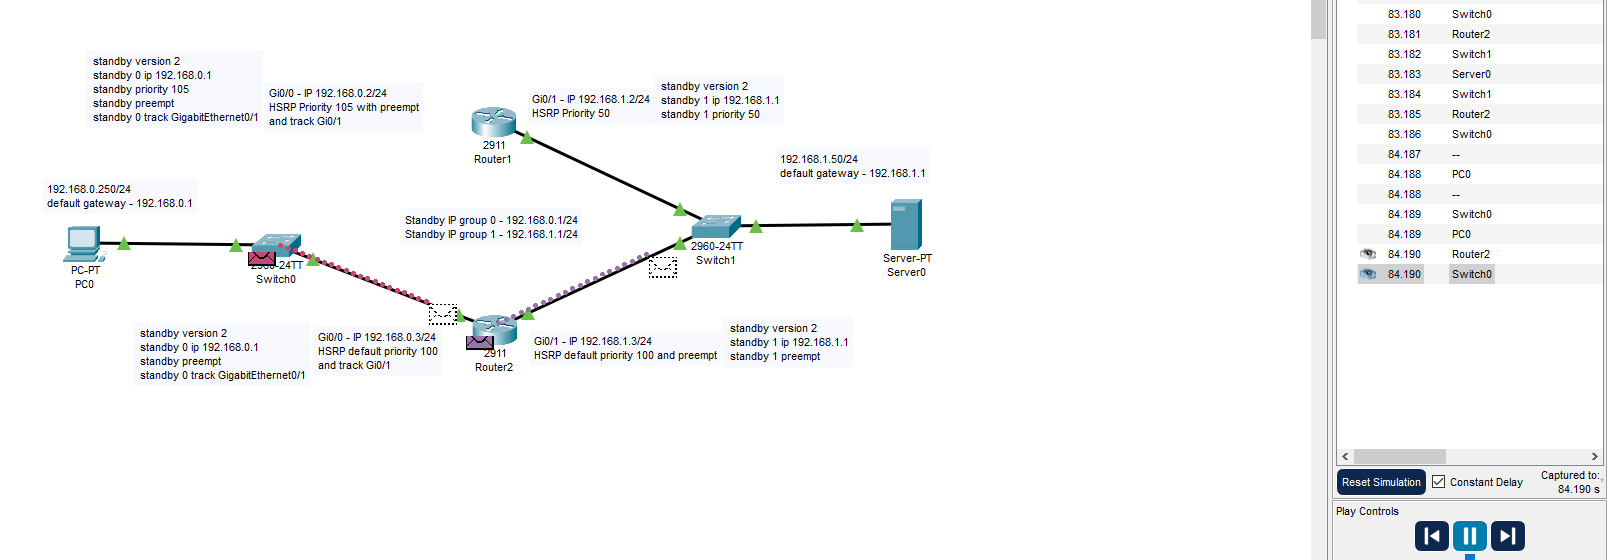 standby version 2
standby 0 ip 192.168.0.1
standby priority 105
standby preempt
standby 0 track GigabitEthernet0/1
Gi0/0 - IP 192.168.0.2/24
HSRP Priority 105 with preempt
and track Gi0/1
2911
Router1
Gi0/1 - IP 192.168.1.2/24
HSRP Priority 50
standby version 2
standby 1 ip 192.168.1.1
standby 1 priority 50
192.168.1.50/24
default gateway - 192.168.1.1
192.168.0.250/24
default gateway - 192.168.0.1
Standby IP group 0 - 192.168.0.1/24
Standby IP group 1 - 192.168.1.1/24
PC-PT
PC0
2960-24TT
Switch0
2960-24TT
Switch1
Server-PT
Server0
standby version 2
standby 0 ip 192.168.0.1
standby preempt
standby 0 track GigabitEthernet0/1
Gi0/0 - IP 192.168.0.3/24
HSRP default priority 100
and track Gi0/1
2911
Router2
Gi0/1 - IP 192.168.1.3/24
HSRP default priority 100 and preempt
standby version 2
standby 1 ip 192.168.1.1
standby 1 preempt
83.180 Switch0
83.181 Router2
83.182 Switch1
83.183 Server0
83.184 Switch1
83.185 Router2
83.186 Switch0
84.187 --
84.188 PC0
84.188 --
84.189 Switch0
84.189 PC0
84.190 Router2
84.190 Switch0
Reset Simulation
Constant Delay
Captured to:
84.190 s
Play Controls